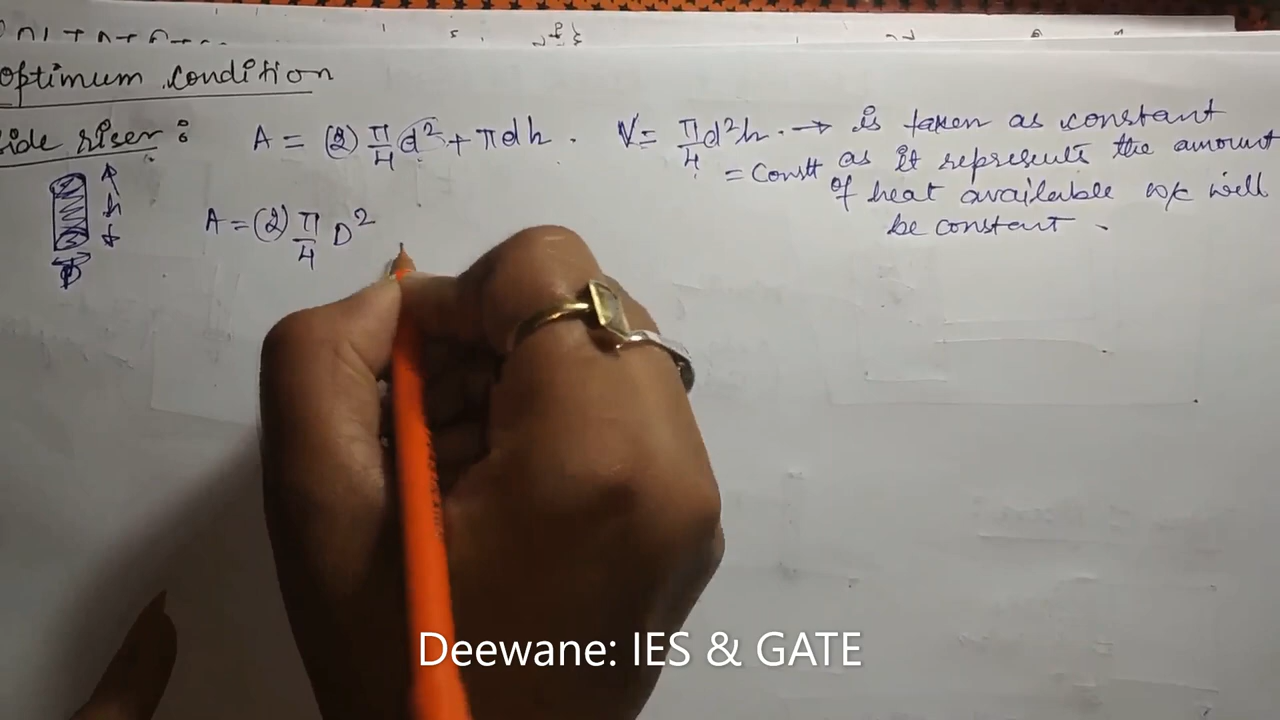 optimum condition
side riser :
A = (2) π/4 d² + πdh .
V = π/4 d²h . → is taken as constant
= Constt as it represents the amount
of heat available w/c will
be constant .
h
D
A = (2) π/4 D²
Deewane: IES & GATE